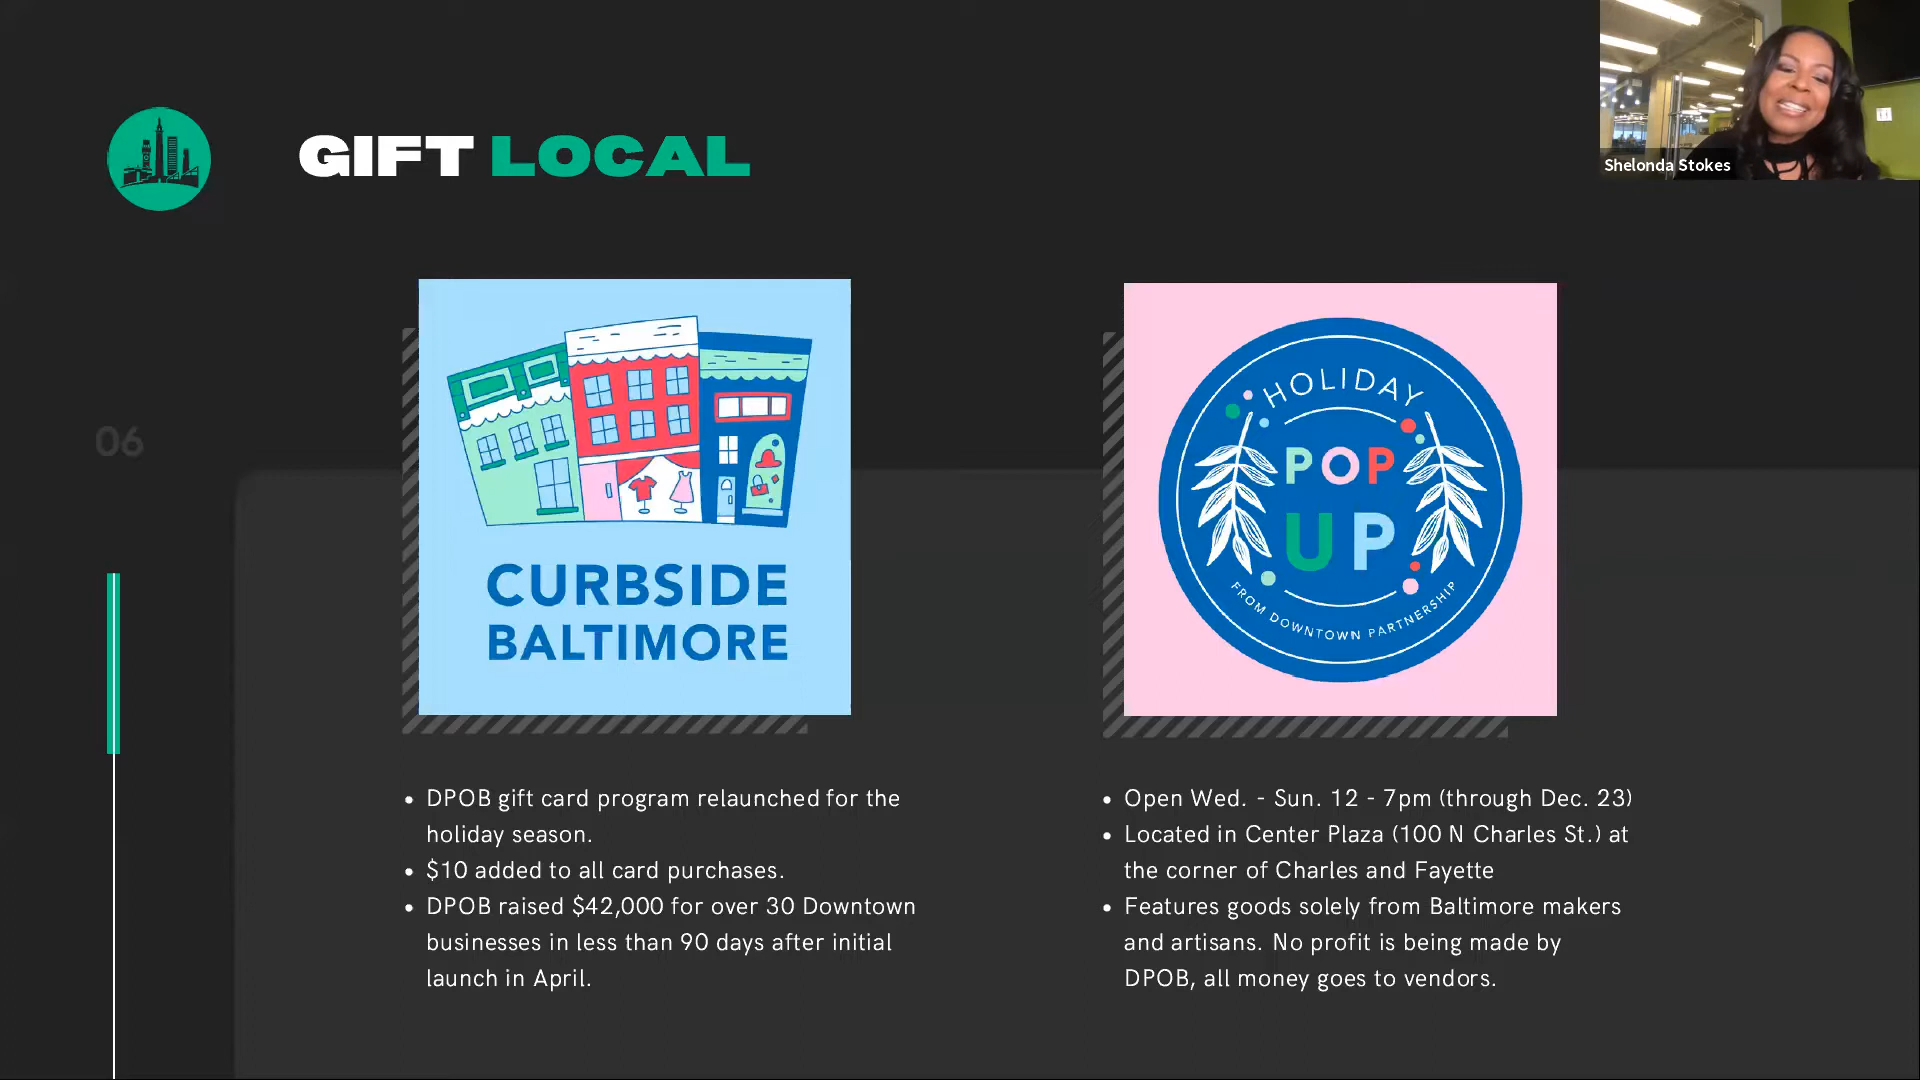 GIFT LOCAL
Shelonda Stokes
06
CURBSIDE
BALTIMORE
HOLIDAY
POP
UP
FROM DOWNTOWN PARTNERSHIP
• DPOB gift card program relaunched for the
holiday season.
• $10 added to all card purchases.
• DPOB raised $42,000 for over 30 Downtown
businesses in less than 90 days after initial
launch in April.
• Open Wed. - Sun. 12 - 7pm (through Dec. 23)
• Located in Center Plaza (100 N Charles St.) at
the corner of Charles and Fayette
• Features goods solely from Baltimore makers
and artisans. No profit is being made by
DPOB, all money goes to vendors.